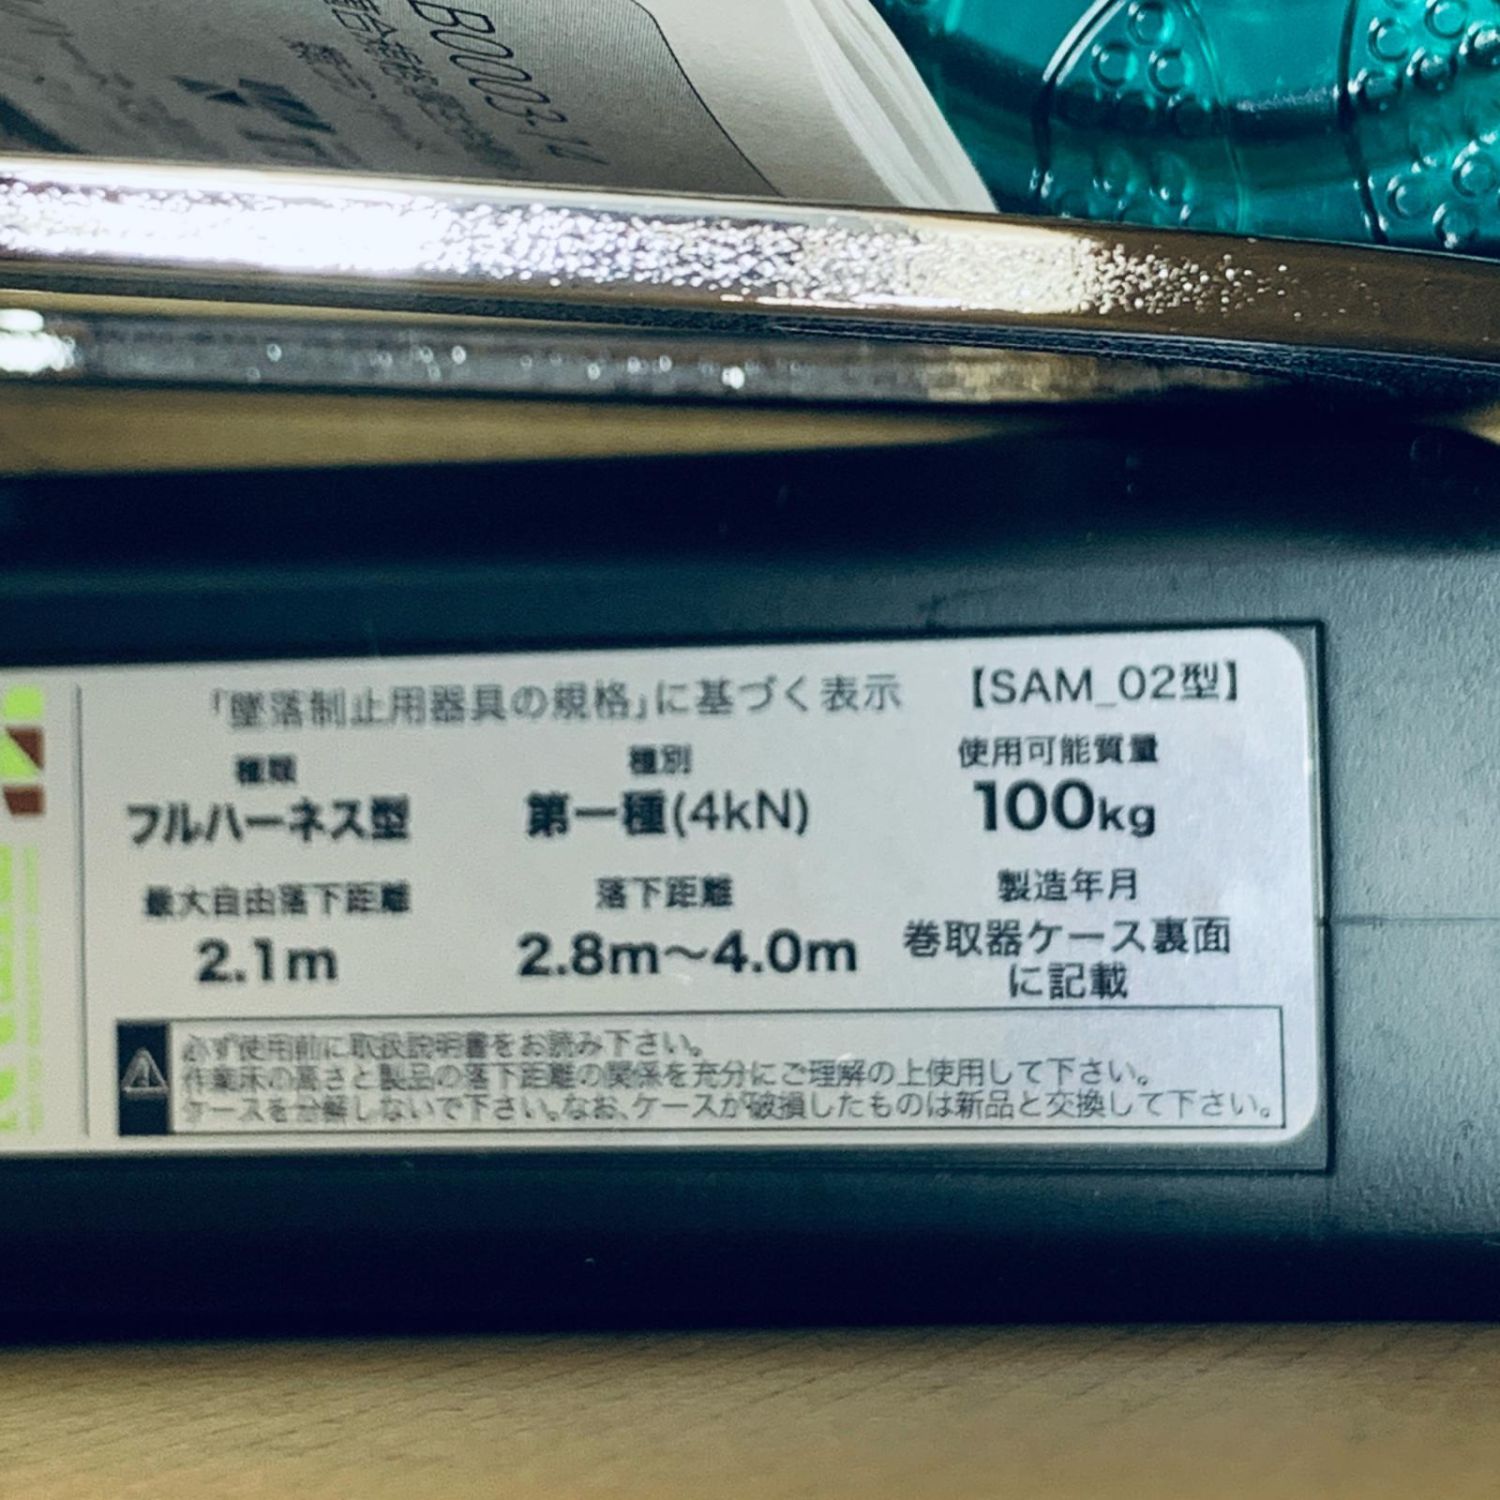 B0003-1
「墜落制止用器具の規格」に基づく表示 【SAM_02型】
種類 種別 使用可能質量
フルハーネス型 第一種(4kN) 100kg
最大自由落下距離 落下距離 製造年月
2.1m 2.8m〜4.0m 巻取器ケース裏面
に記載
必ず使用前に取扱説明書をお読み下さい。
作業床の高さと製品の落下距離の関係を充分にご理解の上使用して下さい。
ケースを分解しないで下さい。なお、ケースが破損したものは新品と交換して下さい。